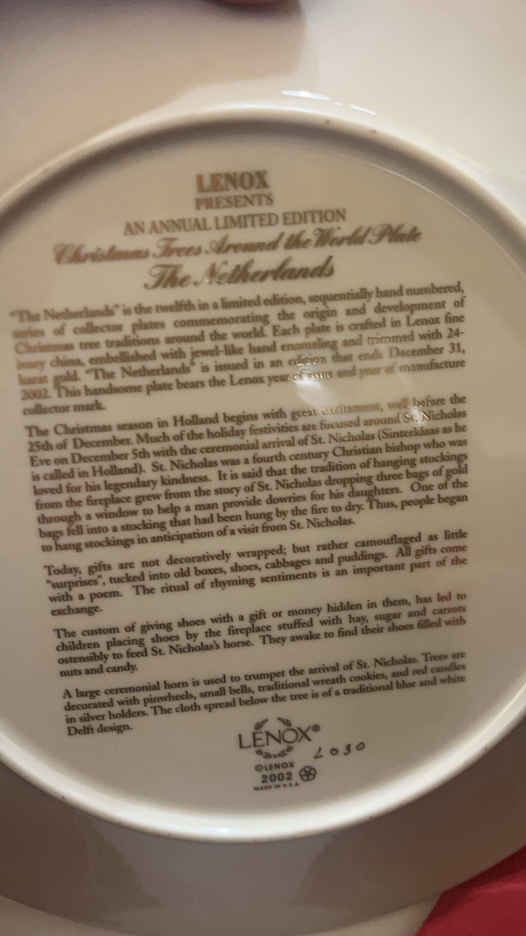 LENOX
PRESENTS
AN ANNUAL LIMITED EDITION
Christmas Trees Around the World Plate
The Netherlands
"The Netherlands" is the twelfth in a limited edition, sequentially hand numbered,
series of collector plates commemorating the origin and development of
Christmas tree traditions around the world. Each plate is crafted in Lenox fine
ivory china, embellished with jewel-like hand enameling and trimmed with 24-
karat gold. "The Netherlands" is issued in an edition that ends December 31,
2002. This handsome plate bears the Lenox year of issue and year of manufacture
collector mark.
The Christmas season in Holland begins with great excitement, well before the
25th of December. Much of the holiday festivities are focused around St. Nicholas
Eve on December 5th with the ceremonial arrival of St. Nicholas (Sinterklaas as he
is called in Holland). St. Nicholas was a fourth century Christian bishop who was
loved for his legendary kindness. It is said that the tradition of hanging stockings
from the fireplace grew from the story of St. Nicholas dropping three bags of gold
through a window to help a man provide dowries for his daughters. One of the
bags fell into a stocking that had been hung by the fire to dry. Thus, people began
to hang stockings in anticipation of a visit from St. Nicholas.
Today, gifts are not decoratively wrapped; but rather camouflaged as little
"surprises", tucked into old boxes, shoes, cabbages and puddings. All gifts come
with a poem. The ritual of rhyming sentiments is an important part of the
exchange.
The custom of giving shoes with a gift or money hidden in them, has led to
children placing shoes by the fireplace stuffed with hay, sugar and carrots
ostensibly to feed St. Nicholas's horse. They awake to find their shoes filled with
nuts and candy.
A large ceremonial horn is used to trumpet the arrival of St. Nicholas. Trees are
decorated with pinwheels, small bells, traditional wreath cookies, and red candles
in silver holders. The cloth spread below the tree is of a traditional blue and white
Delft design.
LENOX®
L030
©LENOX
2002
MADE IN U.S.A.